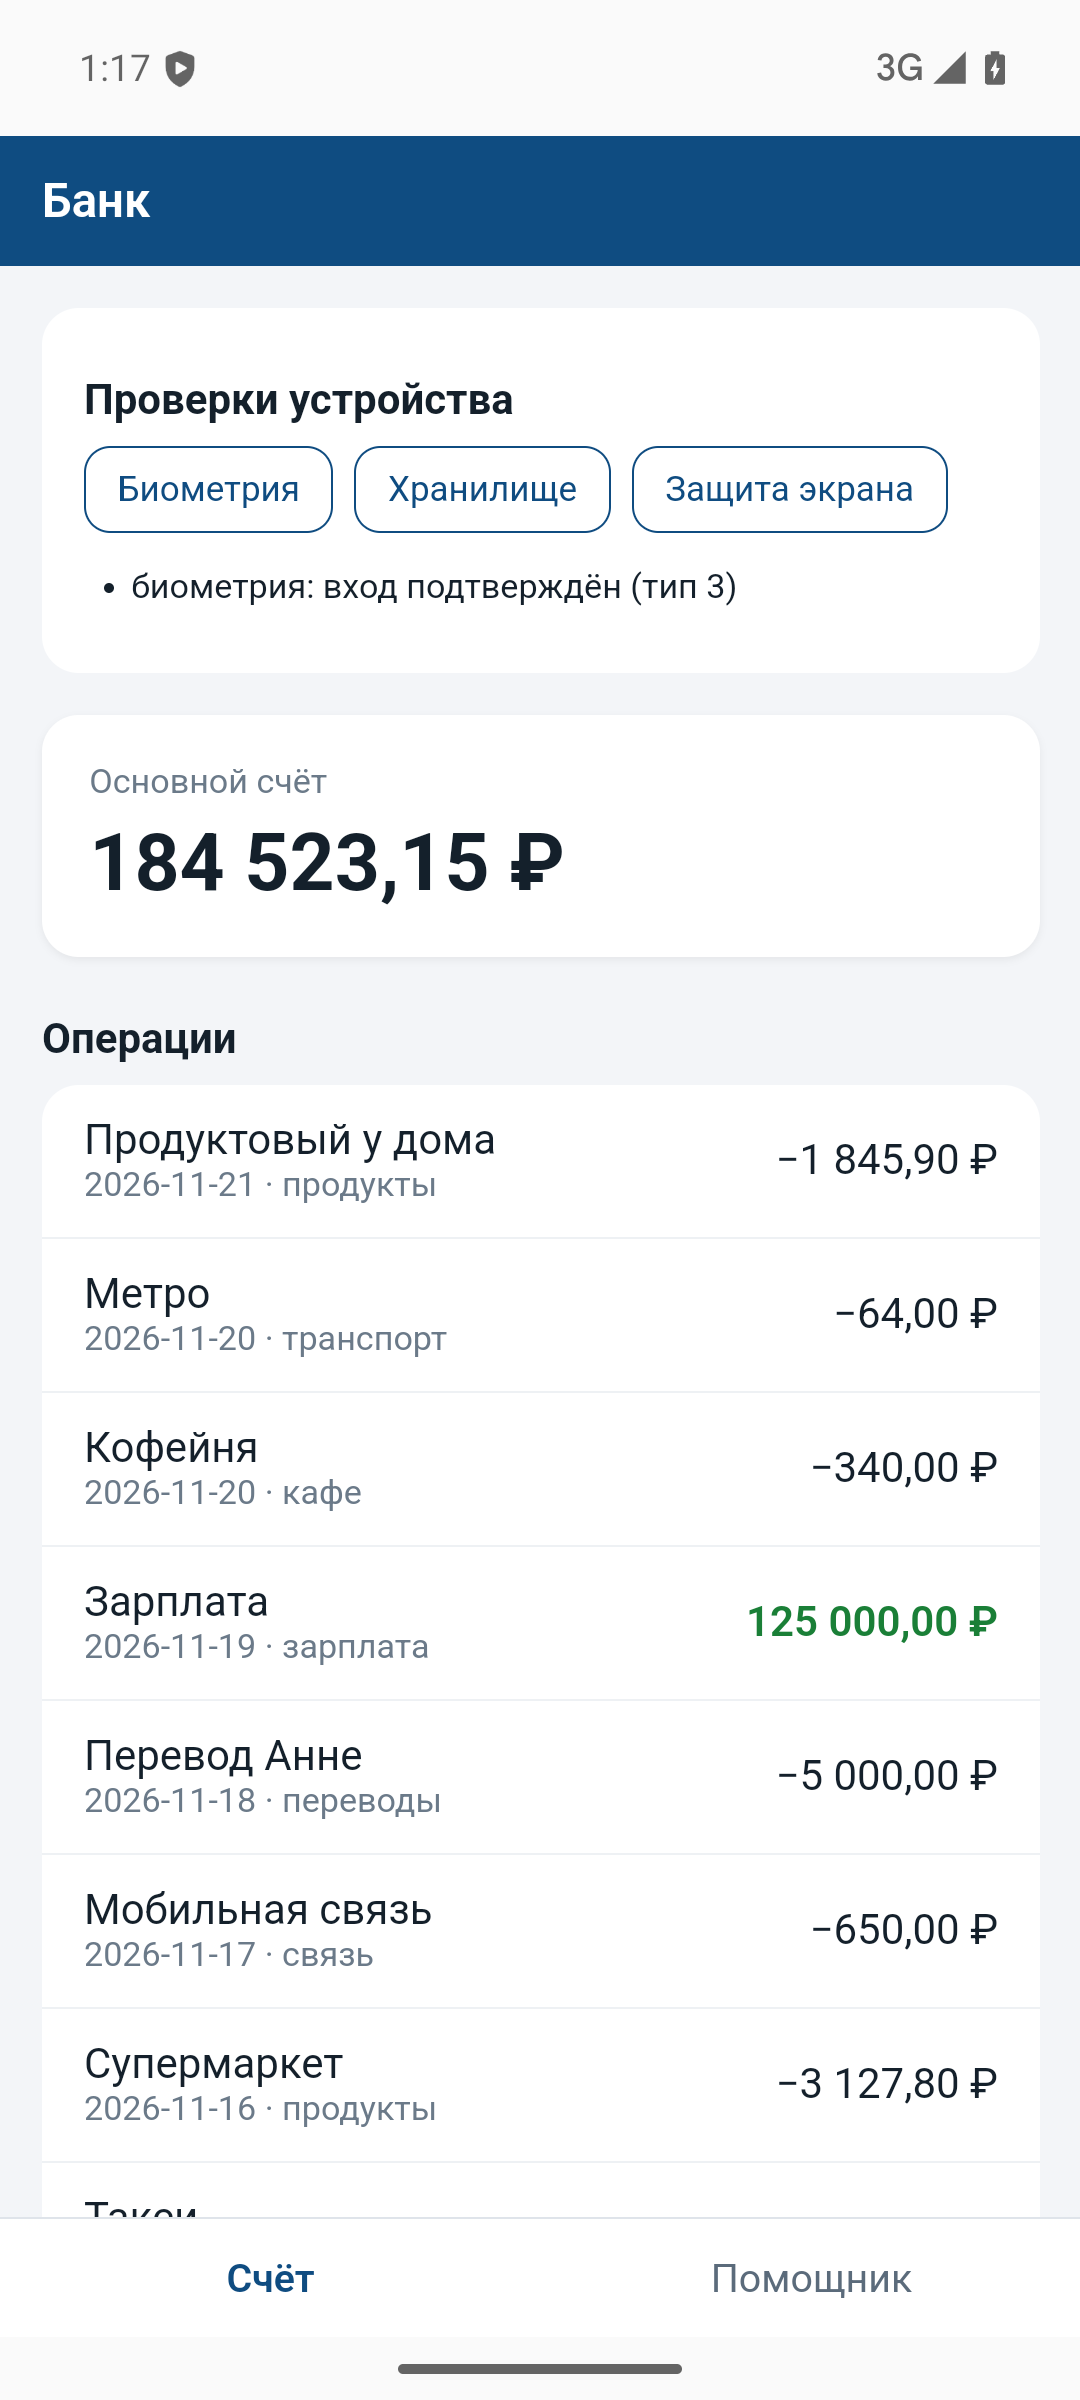 1:17
3G
Банк
Проверки устройства
Биометрия
Хранилище
Защита экрана
• биометрия: вход подтверждён (тип 3)
Основной счёт
184 523,15 ₽
Операции
Продуктовый у дома
−1 845,90 ₽
2026-11-21 · продукты
Метро
−64,00 ₽
2026-11-20 · транспорт
Кофейня
−340,00 ₽
2026-11-20 · кафе
Зарплата
125 000,00 ₽
2026-11-19 · зарплата
Перевод Анне
−5 000,00 ₽
2026-11-18 · переводы
Мобильная связь
−650,00 ₽
2026-11-17 · связь
Супермаркет
−3 127,80 ₽
2026-11-16 · продукты
Такси
Счёт
Помощник